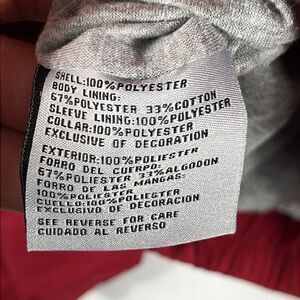 SHELL:100%POLYESTER
BODY LINING:
67%POLYESTER 33%COTTON
SLEEVE LINING:100%POLYESTER
COLLAR:100%POLYESTER
EXCLUSIVE OF DECORATION
EXTERIOR:100%POLIESTER
FORRO DEL CUERPO:
67%POLIESTER 33%ALGODON
FORRO DE LAS MANGAS:
100%POLIESTER
CUELLO:100%POLIESTER
EXCLUSIVO DE DECORACION
SEE REVERSE FOR CARE
CUIDADO AL REVERSO